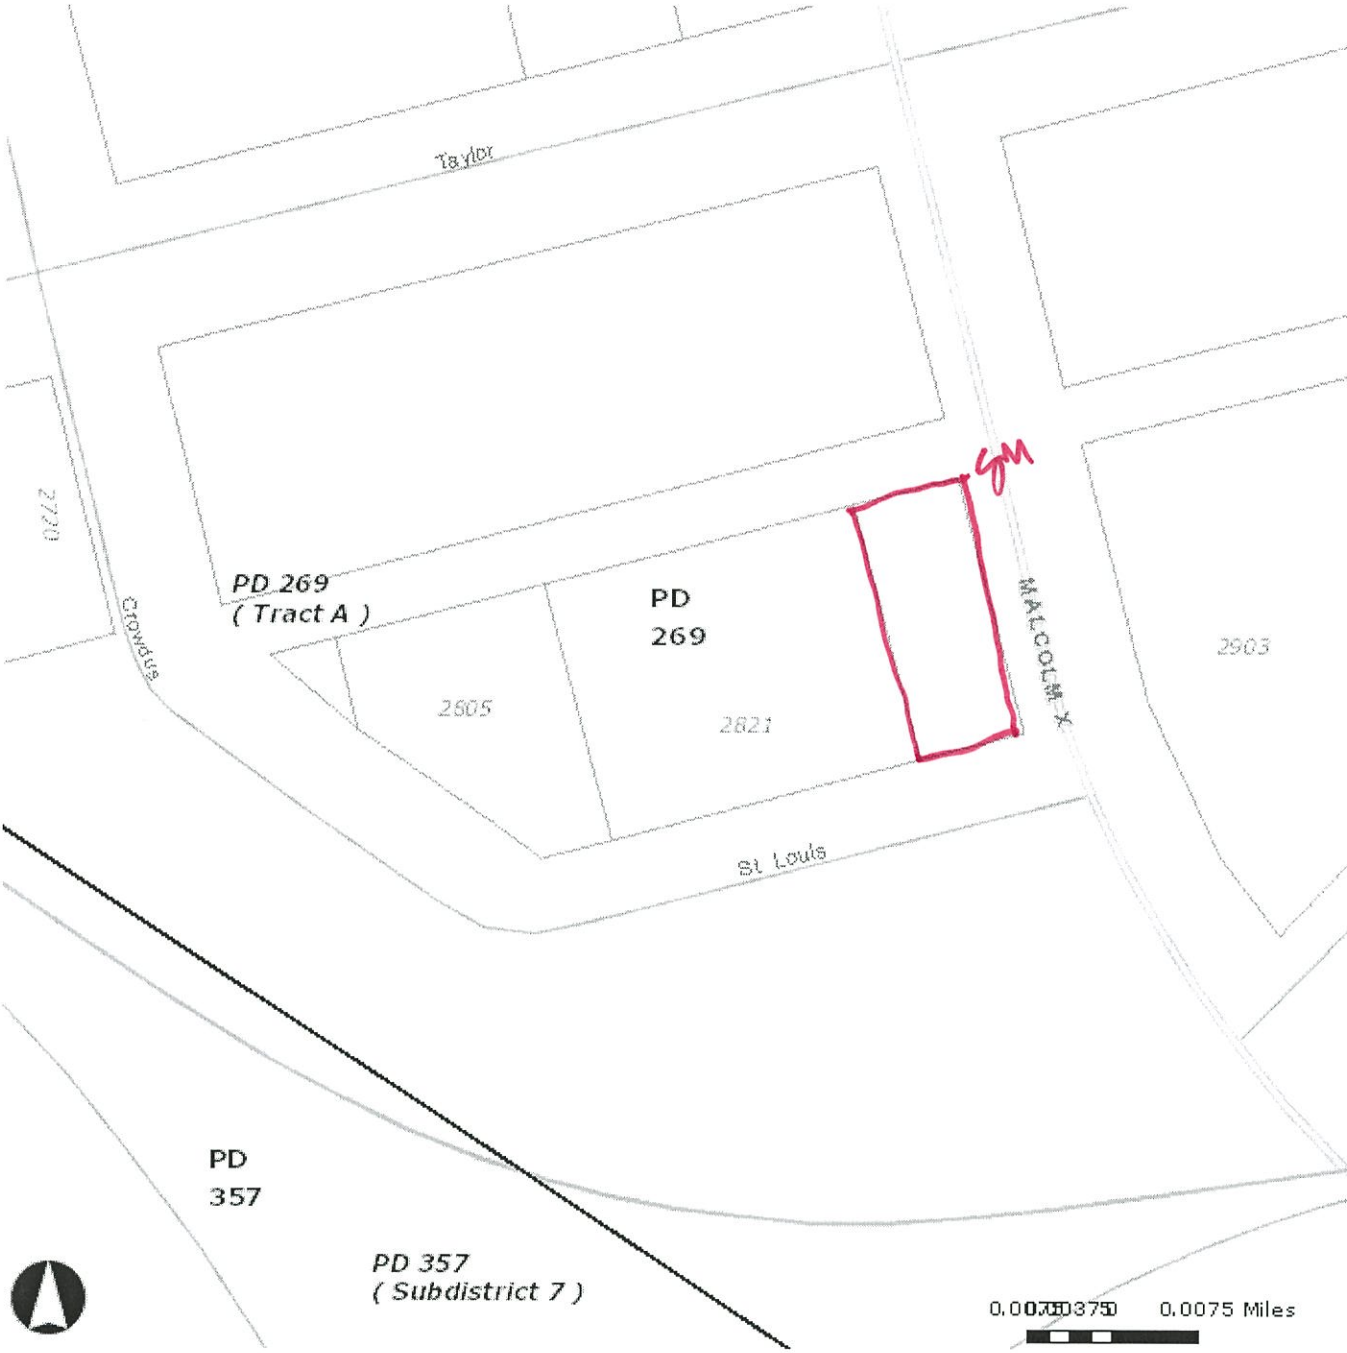 Taylor
SM
2720
PD 269
( Tract A )
Crowdus
PD
269
MALCOLM X
2903
2605
2821
St Louis
PD
357
PD 357
( Subdistrict 7 )
0.0075 Miles